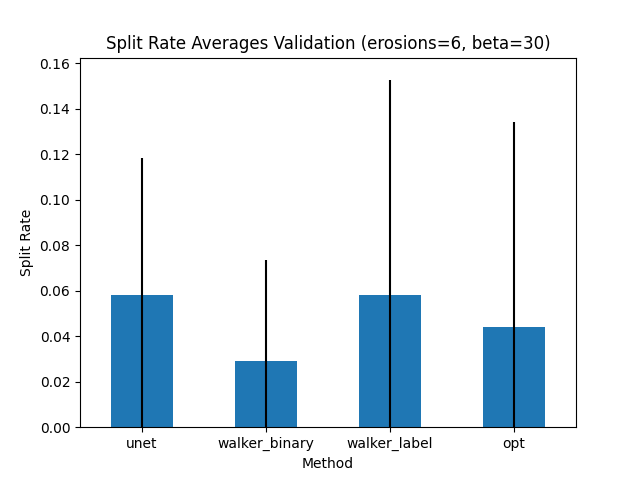 Split Rate Averages Validation (erosions=6, beta=30)
0.16
0.14
0.12
0.10
0.08
0.06
0.04
0.02
0.00
Split Rate
unet walker_binary walker_label opt
Method